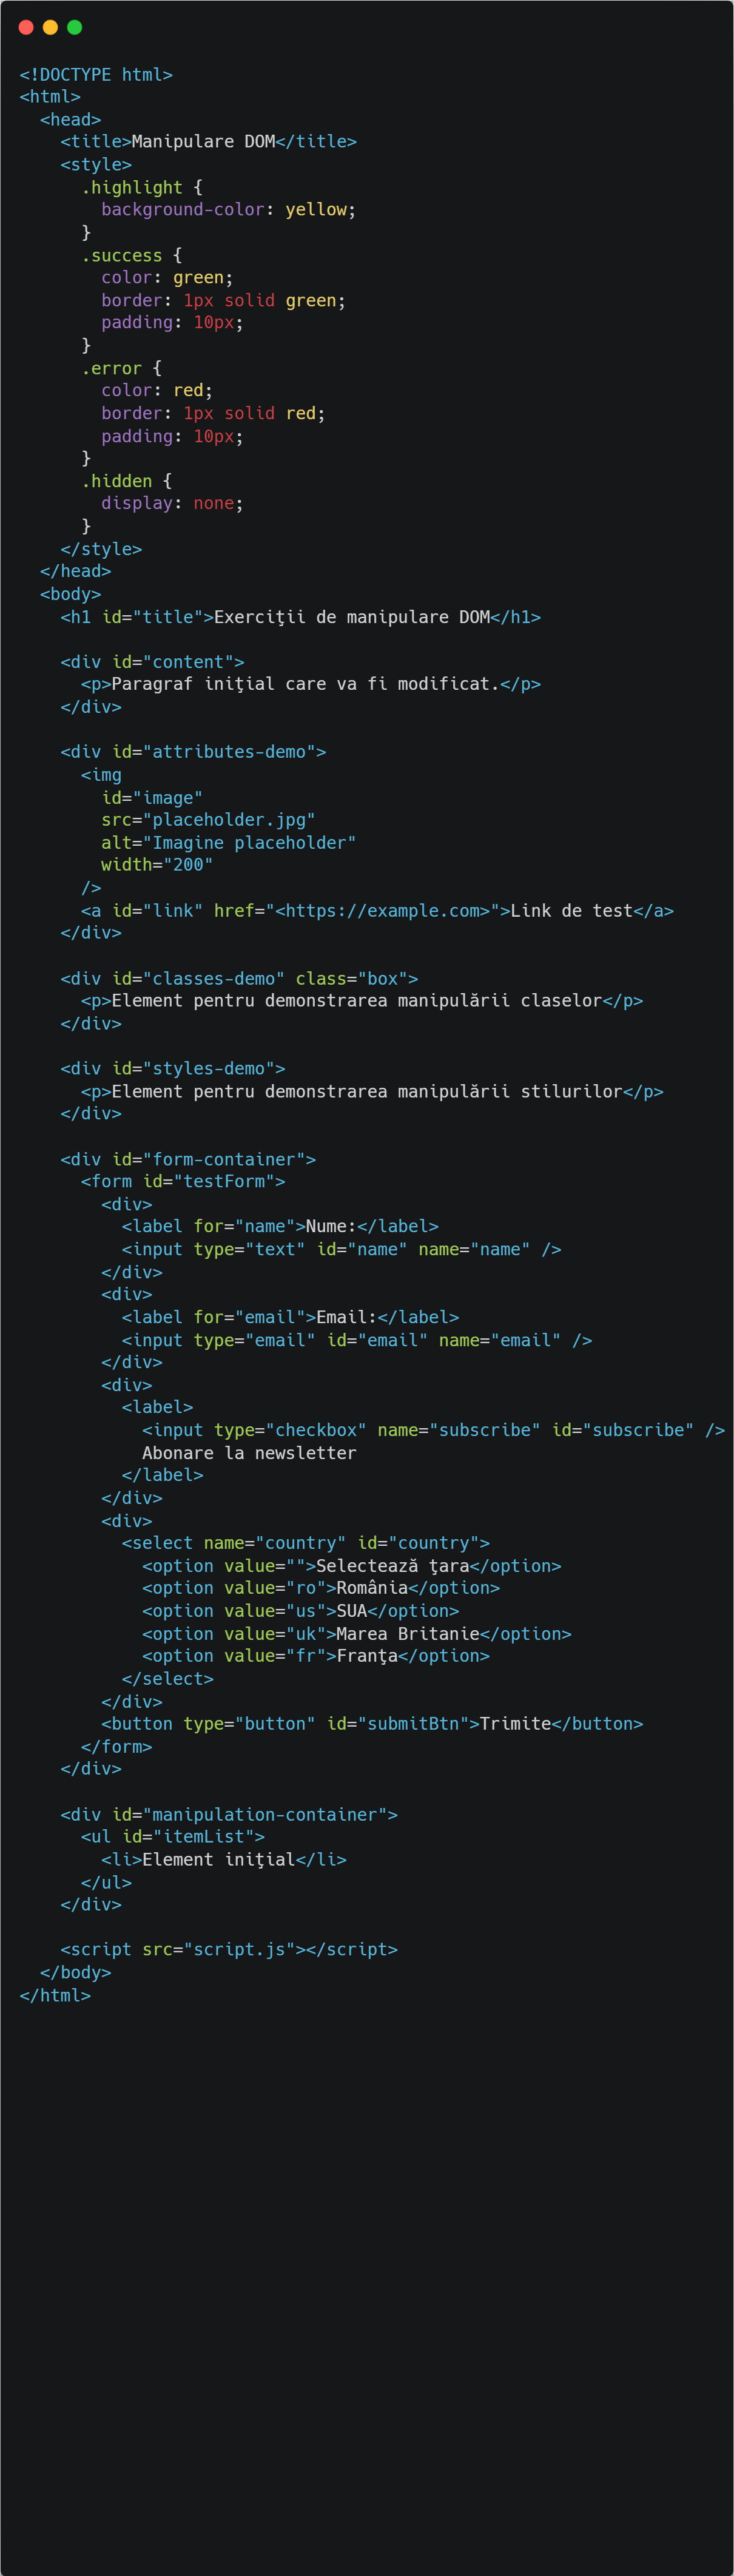 <!DOCTYPE html>
<html>
  <head>
    <title>Manipulare DOM</title>
    <style>
      .highlight {
        background-color: yellow;
      }
      .success {
        color: green;
        border: 1px solid green;
        padding: 10px;
      }
      .error {
        color: red;
        border: 1px solid red;
        padding: 10px;
      }
      .hidden {
        display: none;
      }
    </style>
  </head>
  <body>
    <h1 id="title">Exerciţii de manipulare DOM</h1>

    <div id="content">
      <p>Paragraf iniţial care va fi modificat.</p>
    </div>

    <div id="attributes-demo">
      <img
        id="image"
        src="placeholder.jpg"
        alt="Imagine placeholder"
        width="200"
      />
      <a id="link" href="<https://example.com>">Link de test</a>
    </div>

    <div id="classes-demo" class="box">
      <p>Element pentru demonstrarea manipulării claselor</p>
    </div>

    <div id="styles-demo">
      <p>Element pentru demonstrarea manipulării stilurilor</p>
    </div>

    <div id="form-container">
      <form id="testForm">
        <div>
          <label for="name">Nume:</label>
          <input type="text" id="name" name="name" />
        </div>
        <div>
          <label for="email">Email:</label>
          <input type="email" id="email" name="email" />
        </div>
        <div>
          <label>
            <input type="checkbox" name="subscribe" id="subscribe" />
            Abonare la newsletter
          </label>
        </div>
        <div>
          <select name="country" id="country">
            <option value="">Selectează ţara</option>
            <option value="ro">România</option>
            <option value="us">SUA</option>
            <option value="uk">Marea Britanie</option>
            <option value="fr">Franţa</option>
          </select>
        </div>
        <button type="button" id="submitBtn">Trimite</button>
      </form>
    </div>

    <div id="manipulation-container">
      <ul id="itemList">
        <li>Element iniţial</li>
      </ul>
    </div>

    <script src="script.js"></script>
  </body>
</html>